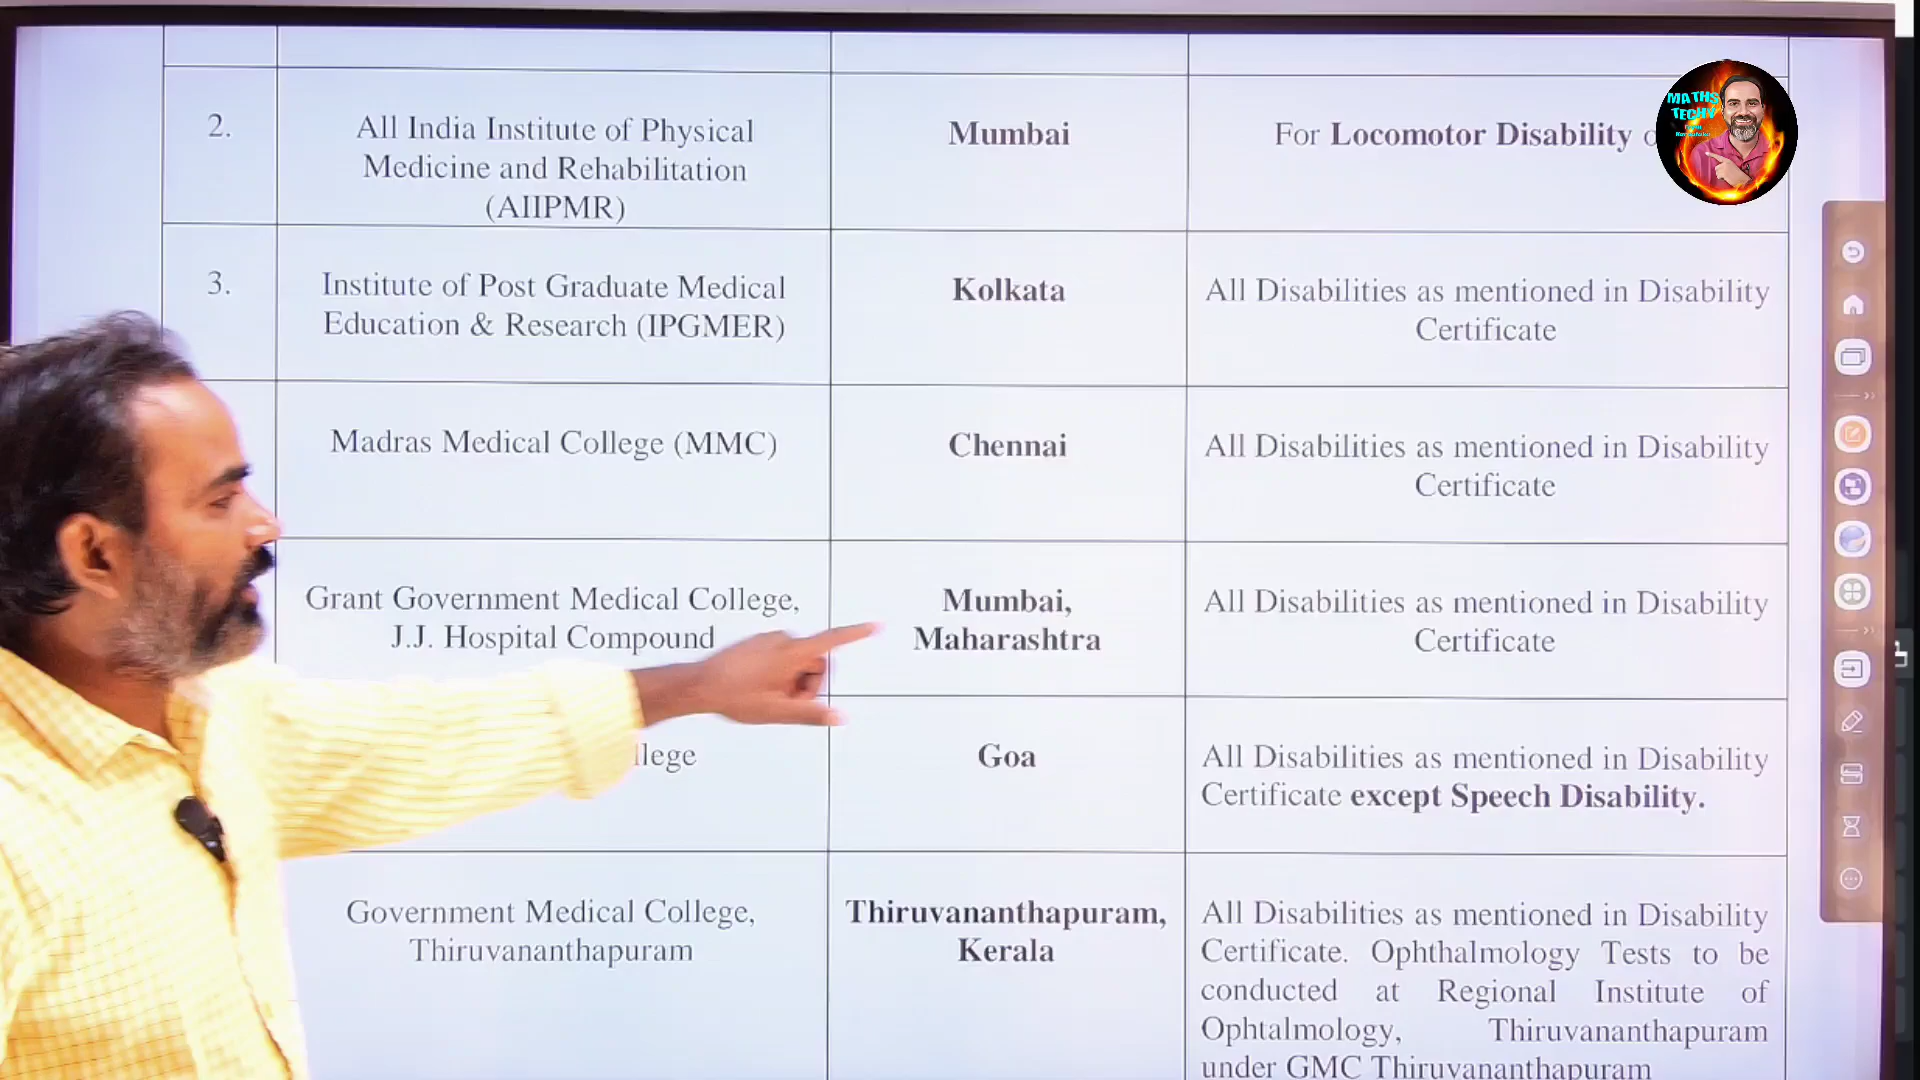 MATHS
TECHY
2.
All India Institute of Physical
Medicine and Rehabilitation
(AIIPMR)
Mumbai
For Locomotor Disability
3.
Institute of Post Graduate Medical
Education & Research (IPGMER)
Kolkata
All Disabilities as mentioned in Disability
Certificate
Madras Medical College (MMC)
Chennai
All Disabilities as mentioned in Disability
Certificate
Grant Government Medical College,
J.J. Hospital Compound
Mumbai,
Maharashtra
All Disabilities as mentioned in Disability
Certificate
llege
Goa
All Disabilities as mentioned in Disability
Certificate except Speech Disability.
Government Medical College,
Thiruvananthapuram
Thiruvananthapuram,
Kerala
All Disabilities as mentioned in Disability
Certificate. Ophthalmology Tests to be
conducted at Regional Institute of
Ophtalmology, Thiruvananthapuram
under GMC Thiruvananthapuram